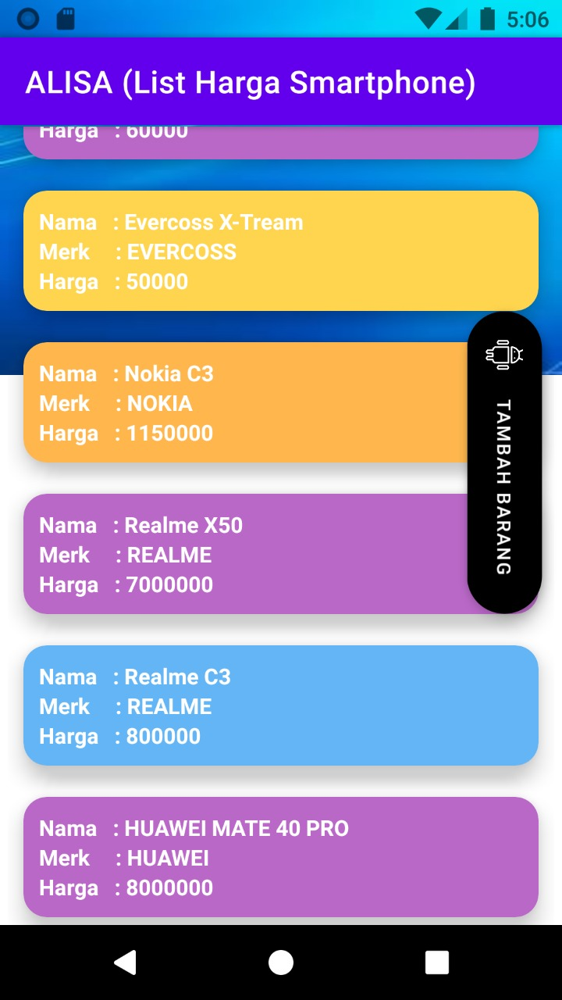 5:06
ALISA (List Harga Smartphone)
Harga : 60000
Nama : Evercoss X-Tream
Merk : EVERCOSS
Harga : 50000
Nama : Nokia C3
Merk : NOKIA
Harga : 1150000
TAMBAH BARANG
Nama : Realme X50
Merk : REALME
Harga : 7000000
Nama : Realme C3
Merk : REALME
Harga : 800000
Nama : HUAWEI MATE 40 PRO
Merk : HUAWEI
Harga : 8000000